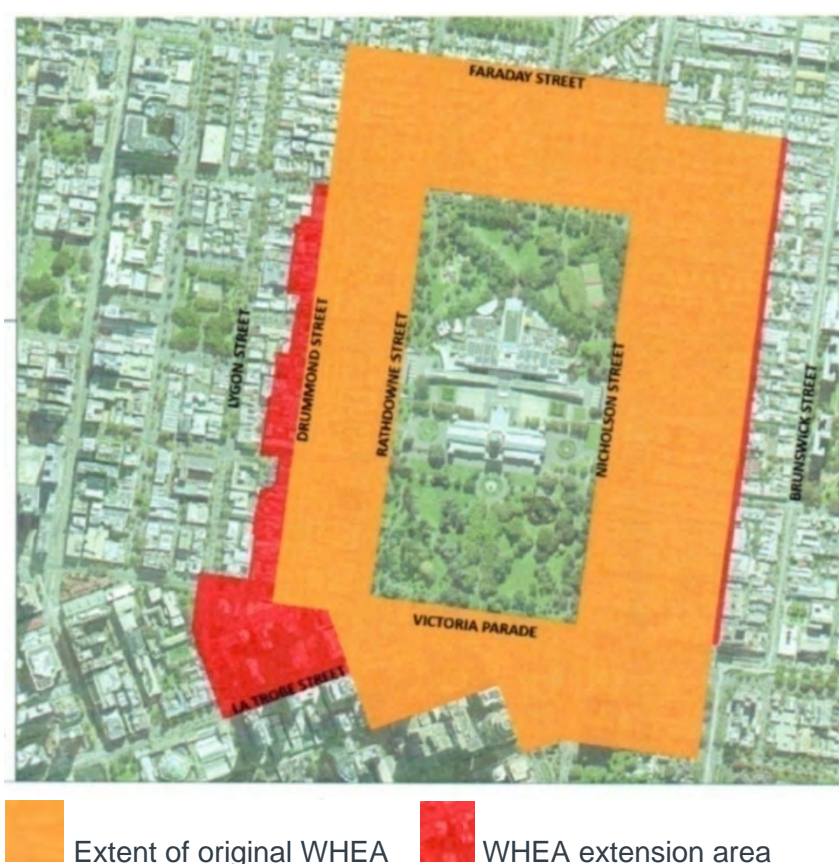 FARADAY STREET
LYGON STREET
DRUMMOND STREET
RATHDOWNE STREET
NICHOLSON STREET
BRUNSWICK STREET
VICTORIA PARADE
LA TROBE STREET
Extent of original WHEA
WHEA extension area